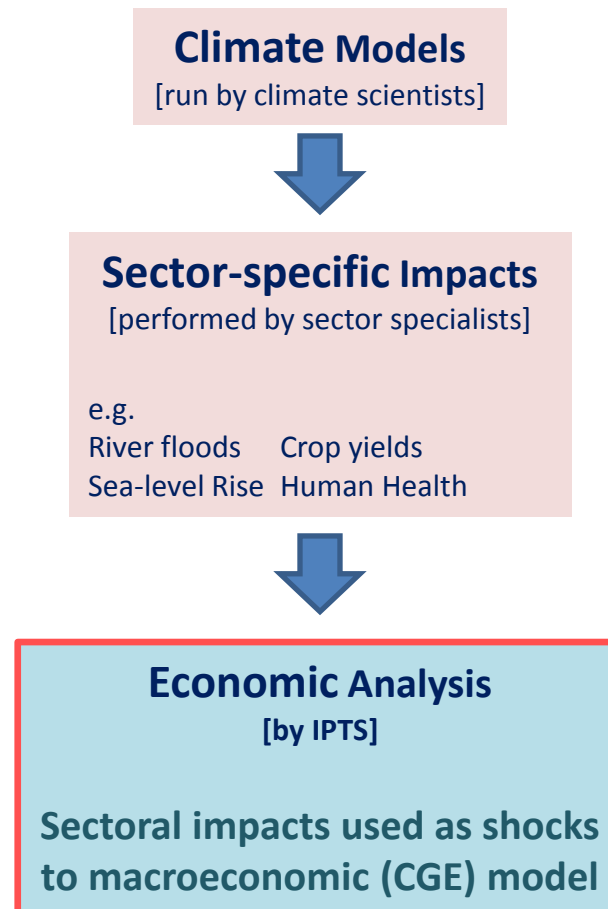 Climate Models
[run by climate scientists]
Sector-specific Impacts
[performed by sector specialists]
e.g.
River floods Crop yields
Sea-level Rise Human Health
Economic Analysis
[by IPTS]
Sectoral impacts used as shocks
to macroeconomic (CGE) model